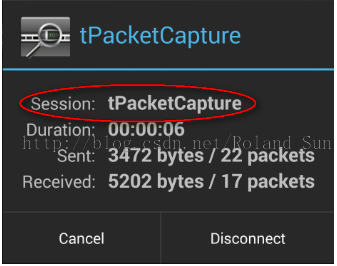 tPacketCapture
Session: tPacketCapture
Duration: 00:00:06
http://blog.csdn.net/Roland_Sun
Sent: 3472 bytes / 22 packets
Received: 5202 bytes / 17 packets
Cancel Disconnect